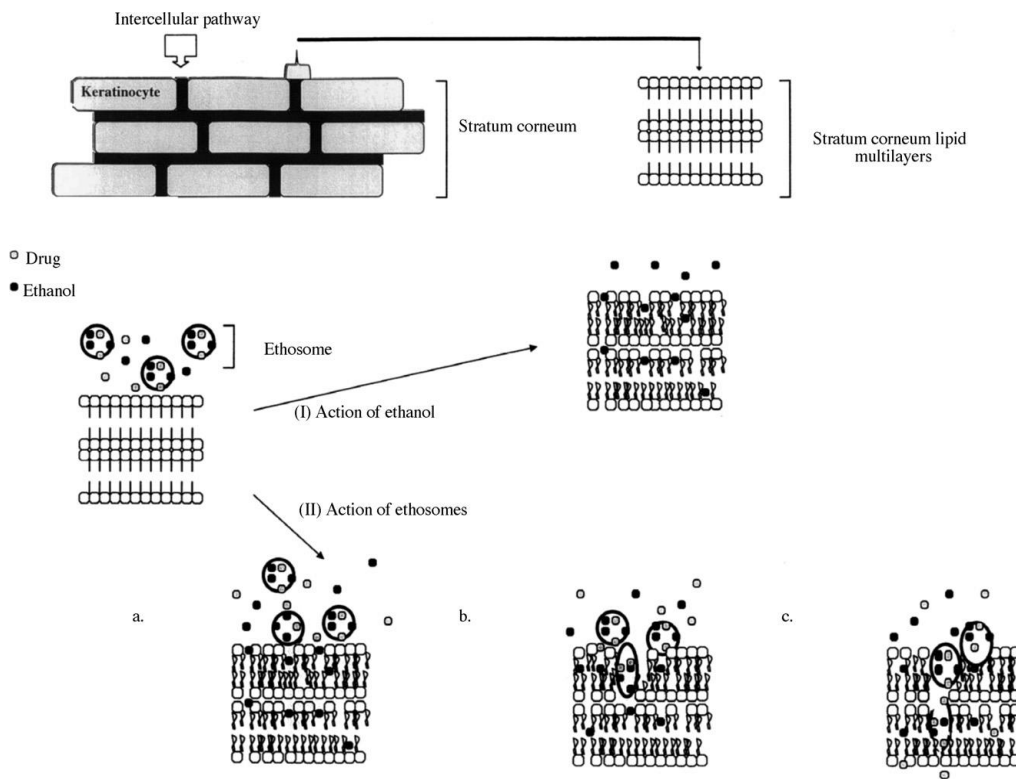 Intercellular pathway
Keratinocyte
Stratum corneum
Stratum corneum lipid
multilayers
Drug
Ethanol
Ethosome
(I) Action of ethanol
(II) Action of ethosomes
a.
b.
c.